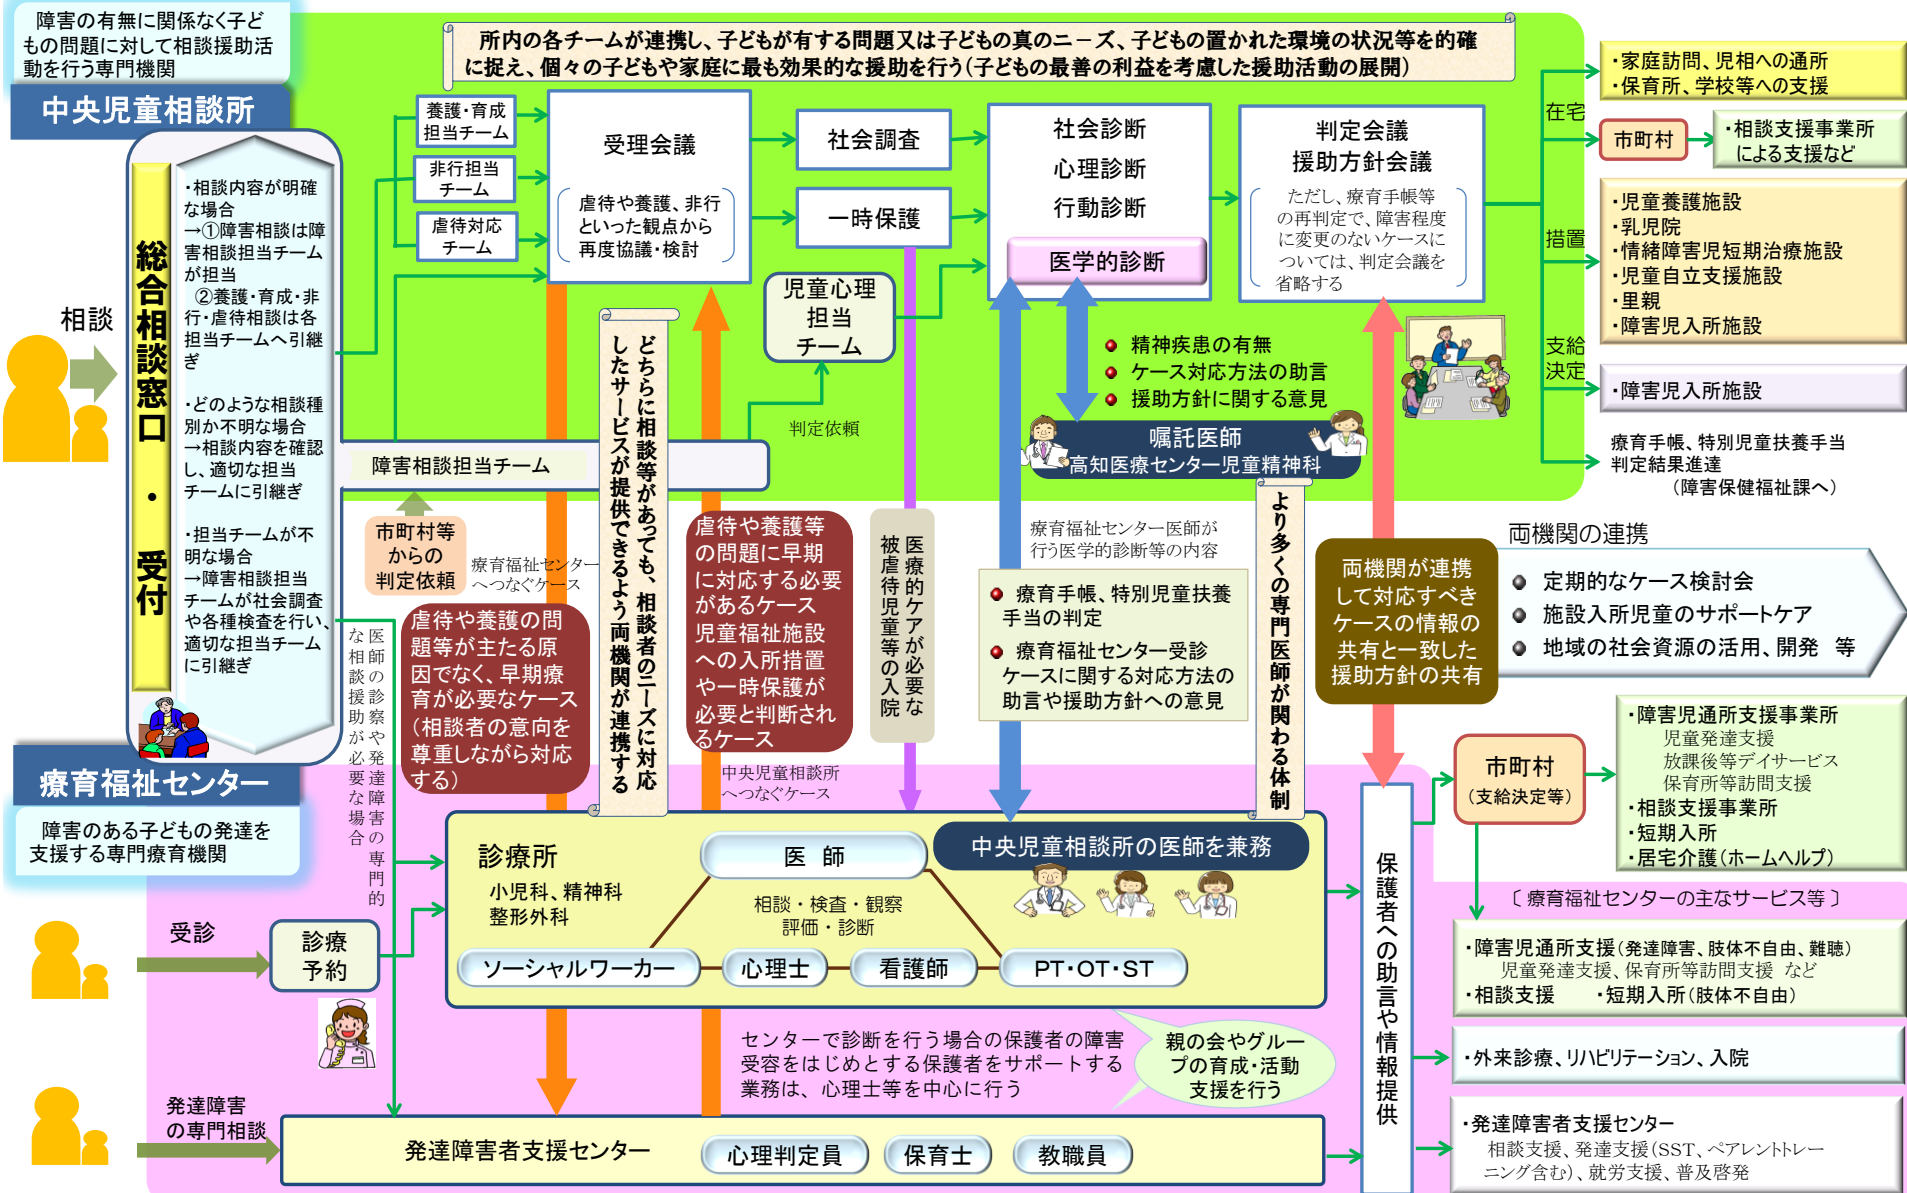 障害の有無に関係なく子ど
もの問題に対して相談援助活
動を行う専門機関
中央児童相談所
所内の各チームが連携し、子どもが有する問題又は子どもの真のニーズ、子どもの置かれた環境の状況等を的確
に捉え、個々の子どもや家庭に最も効果的な援助を行う(子どもの最善の利益を考慮した援助活動の展開)
相談
総合相談窓口・受付
・相談内容が明確
な場合
→①障害相談は障
害相談担当チーム
が担当
②養護・育成・非
行・虐待相談は各
担当チームへ引継
ぎ
・どのような相談種
別か不明な場合
→相談内容を確認
し、適切な担当
チームに引継ぎ
・担当チームが不
明な場合
→障害相談担当
チームが社会調査
や各種検査を行い、
適切な担当チーム
に引継ぎ
養護・育成
担当チーム
非行担当
チーム
虐待対応
チーム
受理会議
虐待や養護、非行
といった観点から
再度協議・検討
社会調査
一時保護
児童心理
担当
チーム
判定依頼
社会診断
心理診断
行動診断
医学的診断
判定会議
援助方針会議
ただし、療育手帳等
の再判定で、障害程度
に変更のないケースに
ついては、判定会議を
省略する
在宅
・家庭訪問、児相への通所
・保育所、学校等への支援
市町村
・相談支援事業所
による支援など
措置
・児童養護施設
・乳児院
・情緒障害児短期治療施設
・児童自立支援施設
・里親
・障害児入所施設
支給
決定
・障害児入所施設
療育手帳、特別児童扶養手当
判定結果進達
(障害保健福祉課へ)
精神疾患の有無
ケース対応方法の助言
援助方針に関する意見
嘱託医師
高知医療センター児童精神科
障害相談担当チーム
市町村等
からの
判定依頼
療育福祉センター
へつなぐケース
虐待や養護の問
題等が主たる原
因でなく、早期療
育が必要なケース
(相談者の意向を
尊重しながら対応
する)
どちらに相談等があっても、相談者のニーズに対応
したサービスが提供できるよう両機関が連携する
虐待や養護等
の問題に早期
に対応する必要
があるケース
児童福祉施設
への入所措置
や一時保護が
必要と判断され
るケース
中央児童相談所
へつなぐケース
医療的ケアが必要な
被虐待児童等の入院
療育福祉センター医師が
行う医学的診断等の内容
療育手帳、特別児童扶養
手当の判定
療育福祉センター受診
ケースに関する対応方法の
助言や援助方針への意見
より多くの専門医師が関わる体制
両機関が連携
して対応すべき
ケースの情報の
共有と一致した
援助方針の共有
両機関の連携
定期的なケース検討会
施設入所児童のサポートケア
地域の社会資源の活用、開発 等
医師の診察や発達障害の専門的
な相談援助が必要な場合
療育福祉センター
障害のある子どもの発達を
支援する専門療育機関
受診
診療
予約
発達障害
の専門相談
診療所
小児科、精神科
整形外科
医 師
中央児童相談所の医師を兼務
相談・検査・観察
評価・診断
ソーシャルワーカー
心理士
看護師
PT・OT・ST
センターで診断を行う場合の保護者の障害
受容をはじめとする保護者をサポートする
業務は、心理士等を中心に行う
親の会やグルー
プの育成・活動
支援を行う
発達障害者支援センター
心理判定員
保育士
教職員
保護者への助言や情報提供
市町村
(支給決定等)
・障害児通所支援事業所
児童発達支援
放課後等デイサービス
保育所等訪問支援
・相談支援事業所
・短期入所
・居宅介護(ホームヘルプ)
〔 療育福祉センターの主なサービス等 〕
・障害児通所支援(発達障害、肢体不自由、難聴)
児童発達支援、保育所等訪問支援 など
・相談支援 ・短期入所(肢体不自由)
・外来診療、リハビリテーション、入院
・発達障害者支援センター
相談支援、発達支援(SST、ペアレントトレー
ニング含む)、就労支援、普及啓発